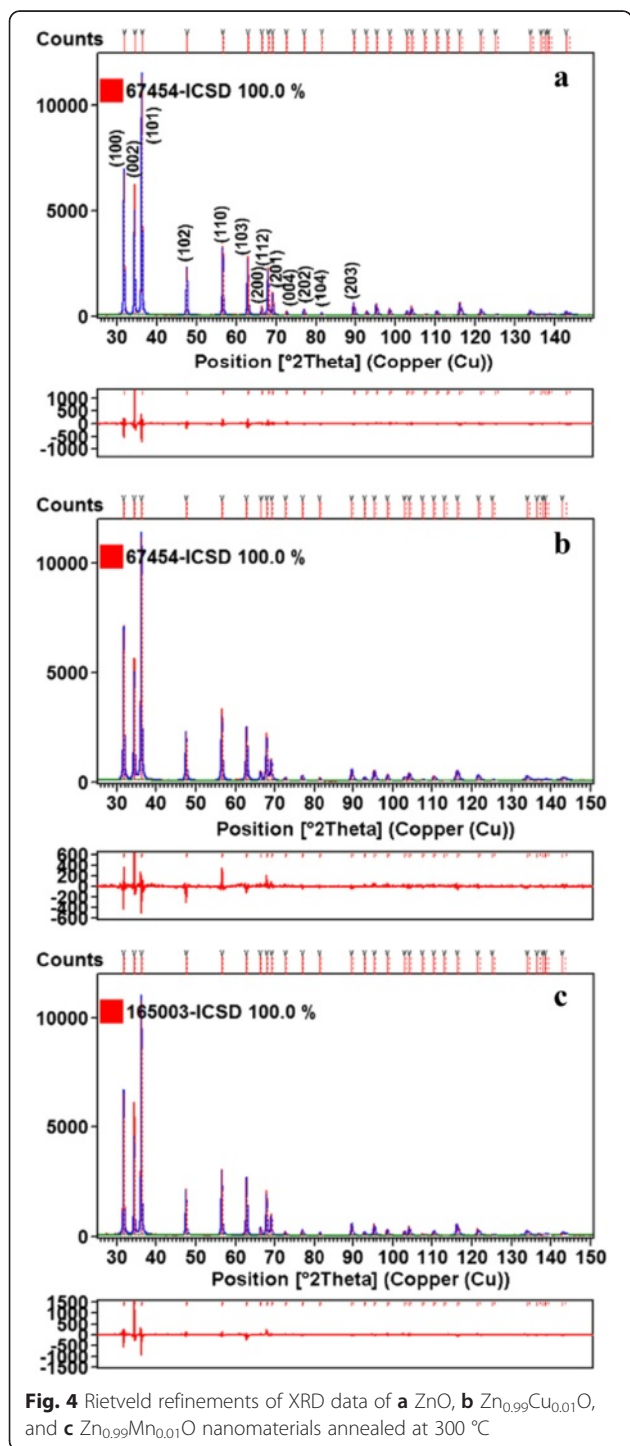 Counts
a
67454-ICSD 100.0 %
(100)
(002)
(101)
(102)
(110)
(103)
(200)
(112)
(201)
(004)
(202)
(104)
(203)
10000
5000
0
30 40 50 60 70 80 90 100 110 120 130 140
Position [°2Theta] (Copper (Cu))
1000
500
0
-500
-1000
Counts
b
67454-ICSD 100.0 %
10000
5000
0
30 40 50 60 70 80 90 100 110 120 130 140 150
Position [°2Theta] (Copper (Cu))
600
400
200
0
-200
-400
-600
Counts
c
165003-ICSD 100.0 %
10000
5000
0
30 40 50 60 70 80 90 100 110 120 130 140 150
Position [°2Theta] (Copper (Cu))
1500
1000
500
0
-500
-1000
-1500
Fig. 4 Rietveld refinements of XRD data of a ZnO, b Zn₀.₉₉Cu₀.₀₁O,
and c Zn₀.₉₉Mn₀.₀₁O nanomaterials annealed at 300 °C